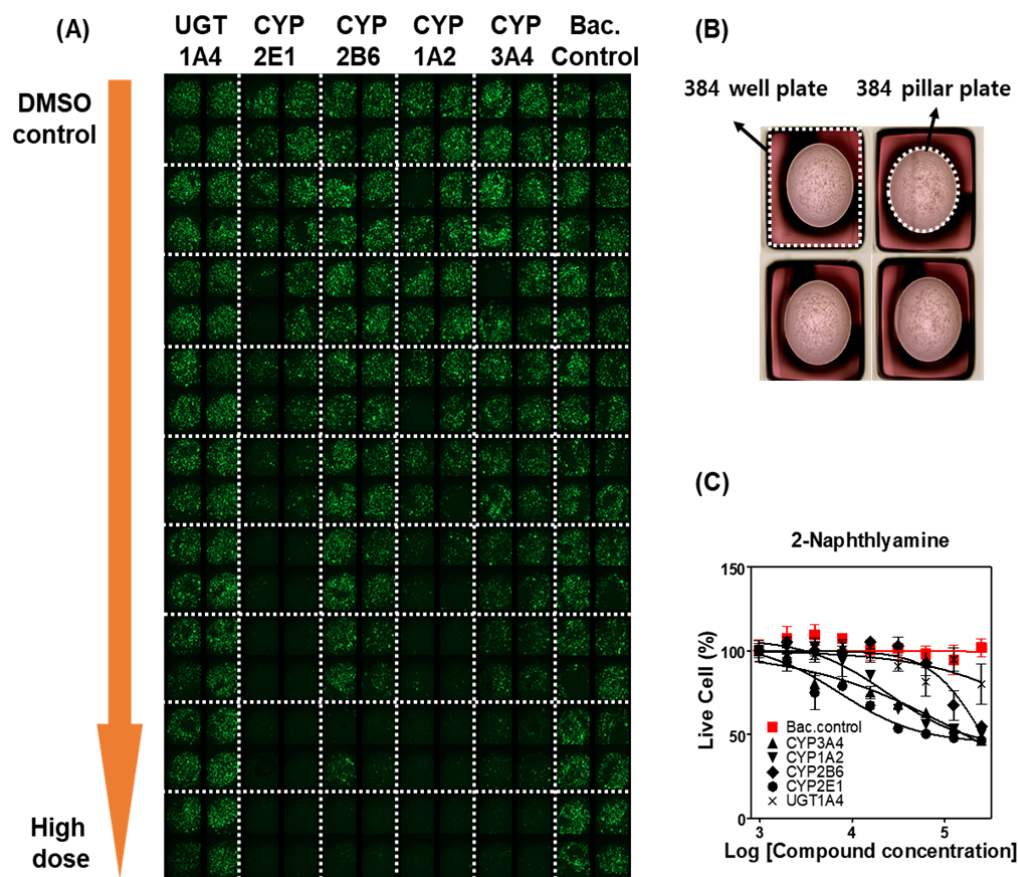 (A)
UGT
1A4
CYP
2E1
CYP
2B6
CYP
1A2
CYP
3A4
Bac.
Control
DMSO
control
High
dose
(B)
384 well plate
384 pillar plate
(C)
2-Naphthlyamine
150
100
50
0
Live Cell (%)
Bac.control
CYP3A4
CYP1A2
CYP2B6
CYP2E1
UGT1A4
3
4
5
Log [Compound concentration]